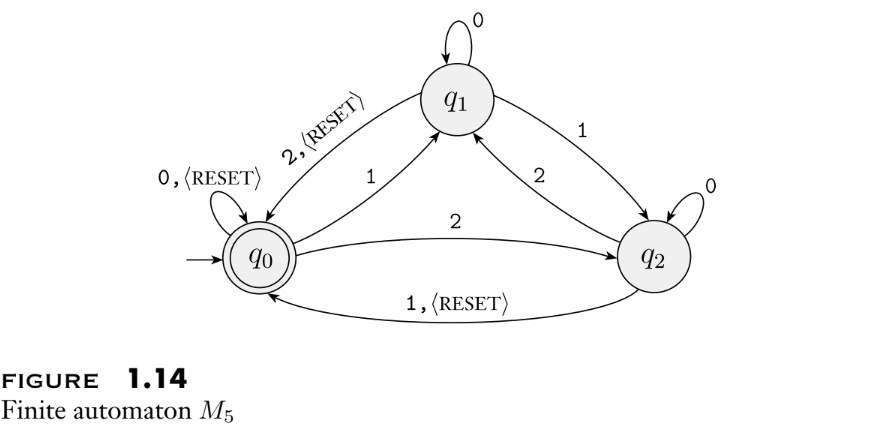 0
q1
2,⟨RESET⟩
1
0,⟨RESET⟩
1
2
0
2
q0
q2
1,⟨RESET⟩
FIGURE 1.14
Finite automaton M5